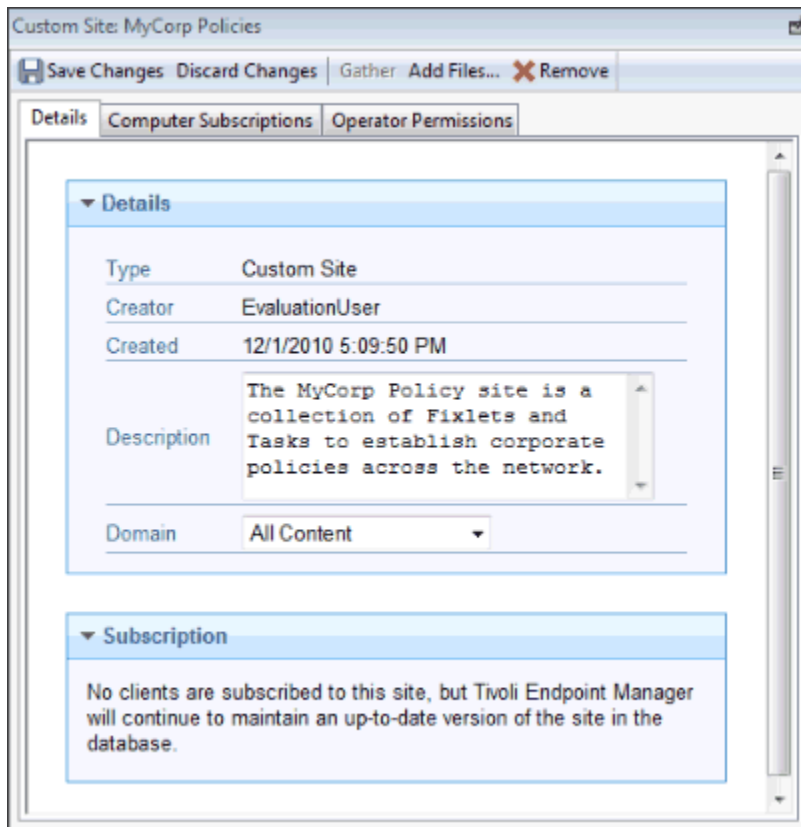 Custom Site: MyCorp Policies
Save Changes Discard Changes Gather Add Files... Remove
Details Computer Subscriptions Operator Permissions
Details
Type Custom Site
Creator EvaluationUser
Created 12/1/2010 5:09:50 PM
Description The MyCorp Policy site is a
collection of Fixlets and
Tasks to establish corporate
policies across the network.
Domain All Content
Subscription
No clients are subscribed to this site, but Tivoli Endpoint Manager
will continue to maintain an up-to-date version of the site in the
database.